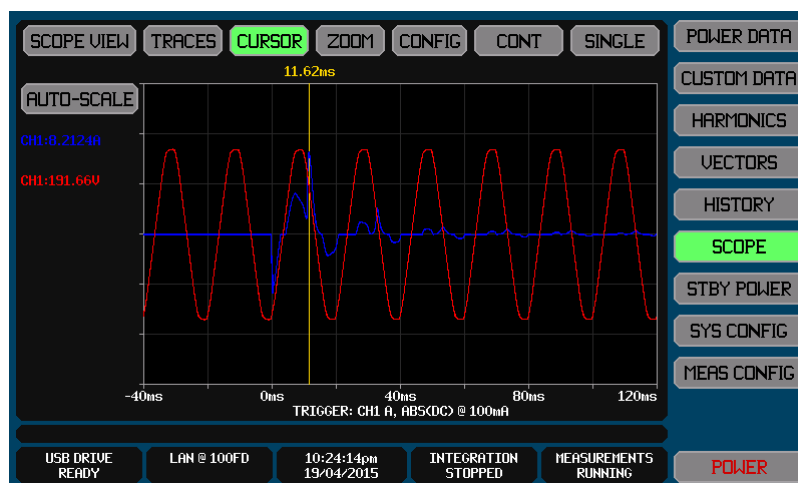 SCOPE VIEW TRACES CURSOR ZOOM CONFIG CONT SINGLE
POWER DATA
CUSTOM DATA
HARMONICS
VECTORS
HISTORY
SCOPE
STBY POWER
SYS CONFIG
MEAS CONFIG
POWER
11.62ms
AUTO-SCALE
CH1:0.2124A
CH1:191.66V
-40ms 0ms 40ms 80ms 120ms
TRIGGER: CH1 A, ABS(DC) @ 100mA
USB DRIVE
READY
LAN @ 100FD
10:24:14pm
19/04/2015
INTEGRATION
STOPPED
MEASUREMENTS
RUNNING